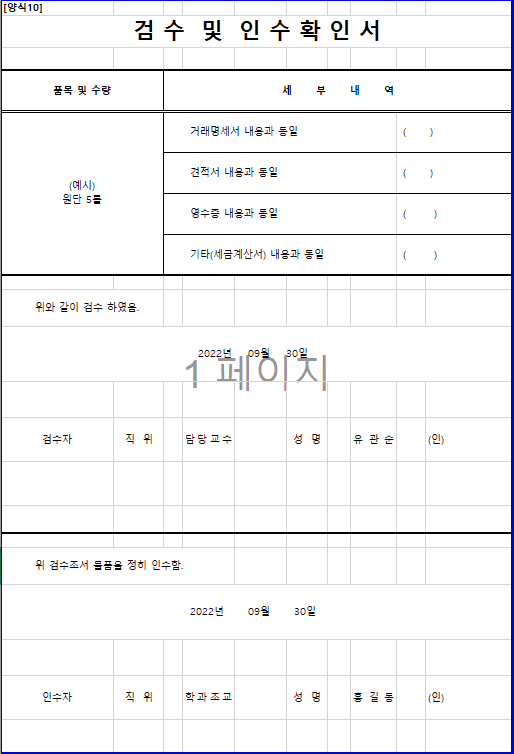 [양식10]
검 수 및 인 수 확 인 서
품목 및 수량 세 부 내 역
거래명세서 내용과 동일 ( )
견적서 내용과 동일 ( )
(예시)
원단 5롤
영수증 내용과 동일 ( )
기타(세금계산서) 내용과 동일 ( )
위와 같이 검수 하였음.
2022년 09월 30일
1 페이지
검수자 직 위 담당교수 성 명 유 관 순 (인)
위 검수조서 물품을 정히 인수함.
2022년 09월 30일
인수자 직 위 학과조교 성 명 홍 길 동 (인)